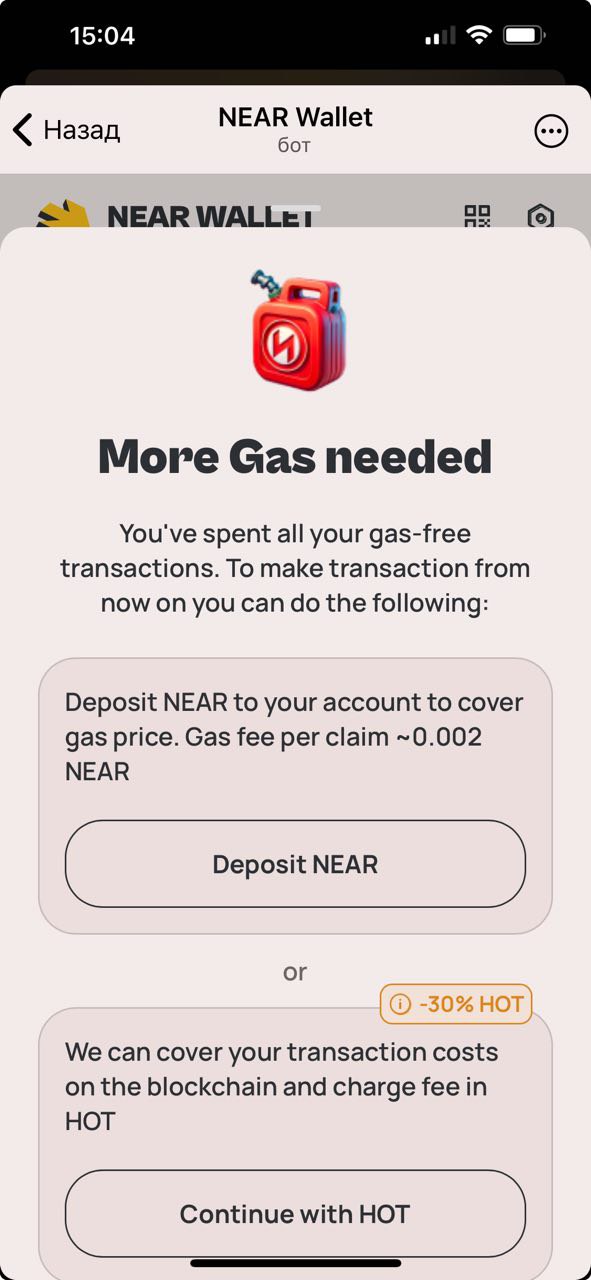 15:04
Назад
NEAR Wallet
бот
NEAR WALLET
More Gas needed
You've spent all your gas-free
transactions. To make transaction from
now on you can do the following:
Deposit NEAR to your account to cover
gas price. Gas fee per claim ~0.002
NEAR
Deposit NEAR
or
-30% HOT
We can cover your transaction costs
on the blockchain and charge fee in
HOT
Continue with HOT